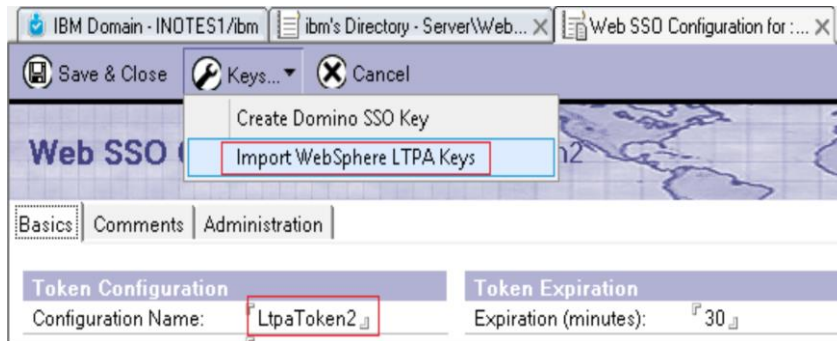 IBM Domain - INOTES1/ibm ibm's Directory - Server\Web... Web SSO Configuration for :...
Save & Close Keys... Cancel
Create Domino SSO Key
Import WebSphere LTPA Keys
Web SSO
Basics Comments Administration
Token Configuration Token Expiration
Configuration Name: LtpaToken2 Expiration (minutes): 30